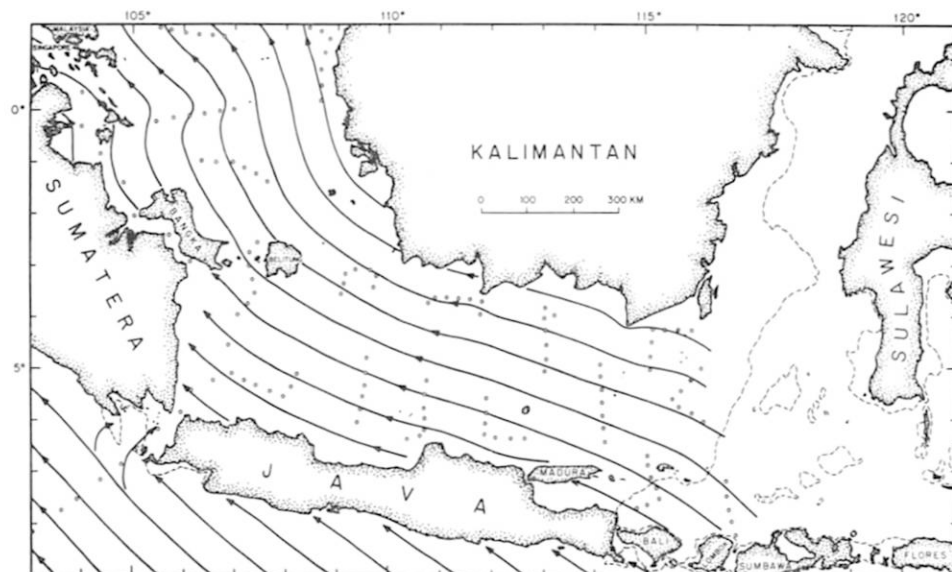 105°
110°
115°
120°
MALAYSIA
SINGAPORE
0°
KALIMANTAN
0 100 200 300 KM
SUMATERA
BANGKA
BELITUNG
SULAWESI
5°
JAVA
MADURA
BALI
SUMBAWA
FLORES